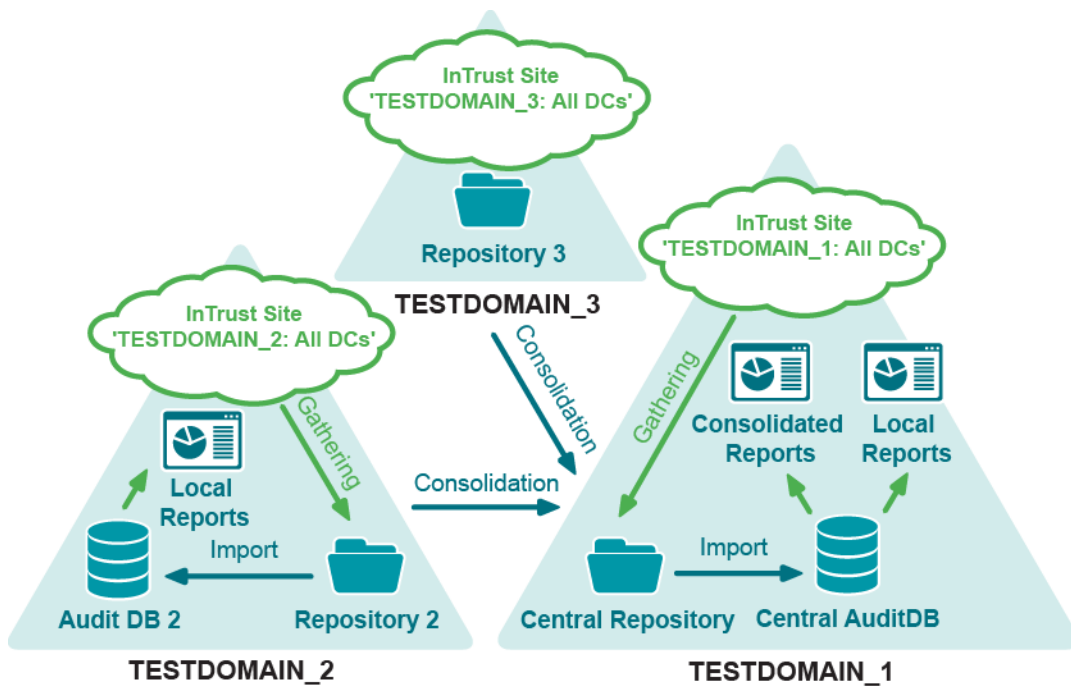 InTrust Site
'TESTDOMAIN_3: All DCs'
Repository 3
TESTDOMAIN_3
InTrust Site
'TESTDOMAIN_1: All DCs'
InTrust Site
'TESTDOMAIN_2: All DCs'
Gathering
Local
Reports
Import
Audit DB 2
Repository 2
TESTDOMAIN_2
Consolidation
Consolidation
Gathering
Consolidated
Reports
Local
Reports
Import
Central Repository
Central AuditDB
TESTDOMAIN_1